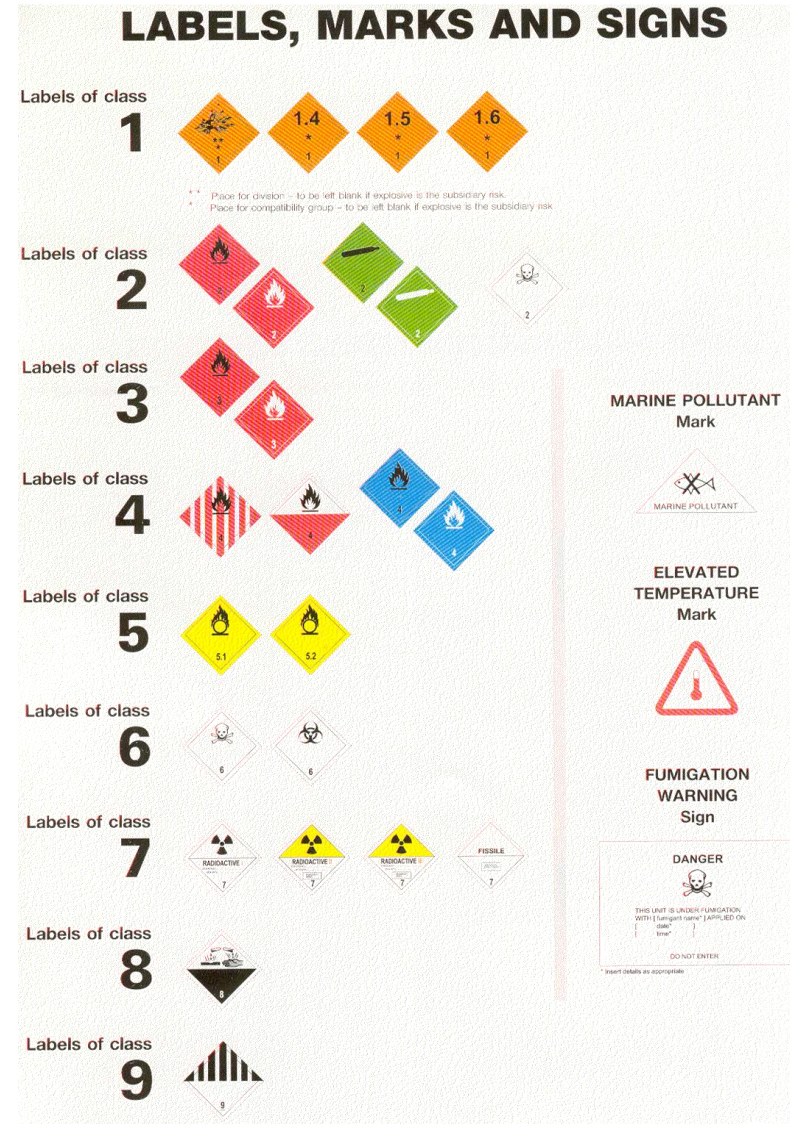 LABELS, MARKS AND SIGNS
Labels of class
1
**
*
1
1.4
*
1
1.5
*
1
1.6
*
1
** Place for division – to be left blank if explosive is the subsidiary risk.
* Place for compatibility group – to be left blank if explosive is the subsidiary risk
Labels of class
2
2
2
2
2
2
Labels of class
3
3
3
Labels of class
4
4
4
4
4
Labels of class
5
5.1
5.2
Labels of class
6
6
6
Labels of class
7
RADIOACTIVE
7
RADIOACTIVE II
7
RADIOACTIVE III
7
FISSILE
7
Labels of class
8
8
Labels of class
9
9
MARINE POLLUTANT
Mark
MARINE POLLUTANT
ELEVATED
TEMPERATURE
Mark
FUMIGATION
WARNING
Sign
DANGER
THIS UNIT IS UNDER FUMIGATION
WITH [ fumigant name* ] APPLIED ON
[ date* ]
[ time* ]
DO NOT ENTER
* Insert details as appropriate